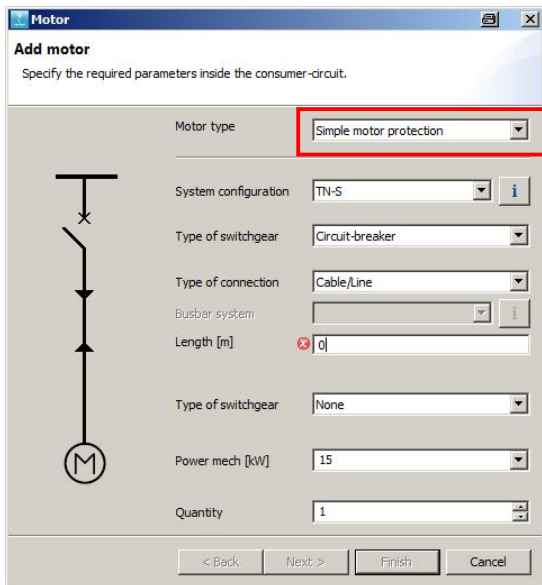 Motor
Add motor
Specify the required parameters inside the consumer-circuit.
Motor type Simple motor protection
System configuration TN-S i
Type of switchgear Circuit-breaker
Type of connection Cable/Line
Busbar system i
Length [m] 0
Type of switchgear None
M Power mech [kW] 15
Quantity 1
< Back Next > Finish Cancel